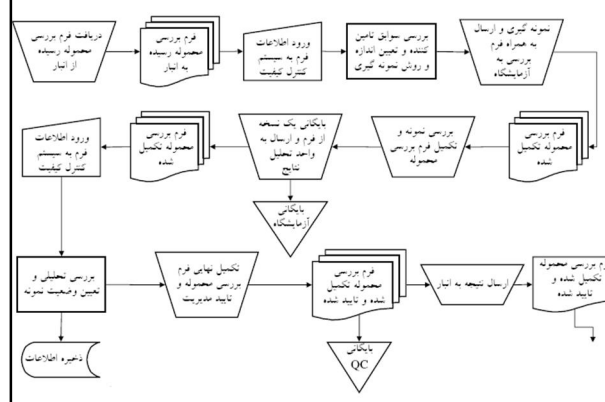 دریافت فرم بررسی
محموله رسیده
از انبار
فرم بررسی
محموله رسیده
به انبار
ورود اطلاعات
فرم به سیستم
کنترل کیفیت
بررسی سوابق تامین
کننده و تعیین اندازه
و روش نمونه گیری
نمونه گیری و ارسال
به همراه فرم
بررسی به
آزمایشگاه
فرم بررسی
محموله تکمیل
شده
بررسی نمونه و
تکمیل فرم بررسی
محموله
بایگانی یک نسخه
از فرم و ارسال به
واحد تحلیل
نتایج
بایگانی
آزمایشگاه
فرم بررسی
محموله تکمیل
شده
ورود اطلاعات
فرم به سیستم
کنترل کیفیت
بررسی تحلیلی و
تعیین وضعیت نمونه
ذخیره اطلاعات
تکمیل نهایی فرم
بررسی محموله و
تایید مدیریت
فرم بررسی
محموله تکمیل
شده و تایید شده
بایگانی
QC
ارسال نتیجه به انبار
فرم بررسی محموله
تکمیل شده و
تایید شده